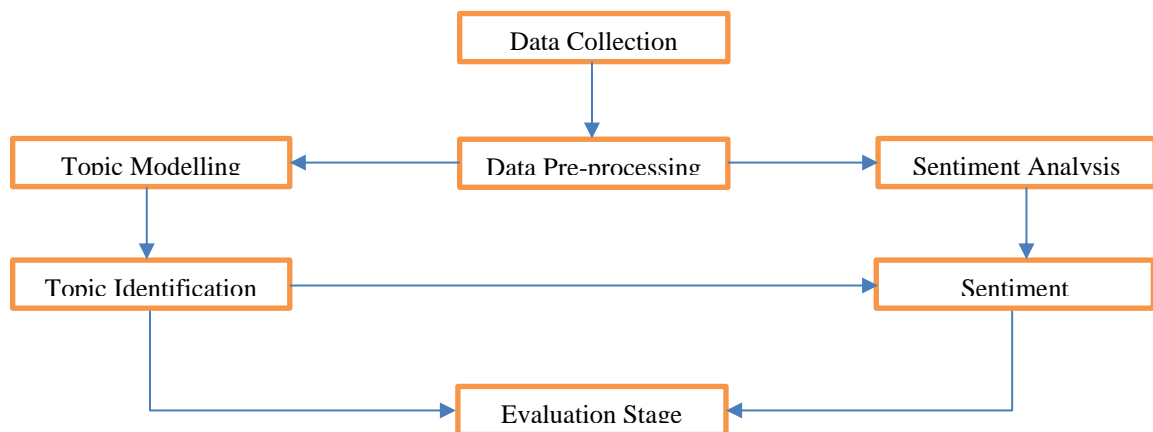 Data Collection
Topic Modelling
Data Pre-processing
Sentiment Analysis
Topic Identification
Sentiment
Evaluation Stage